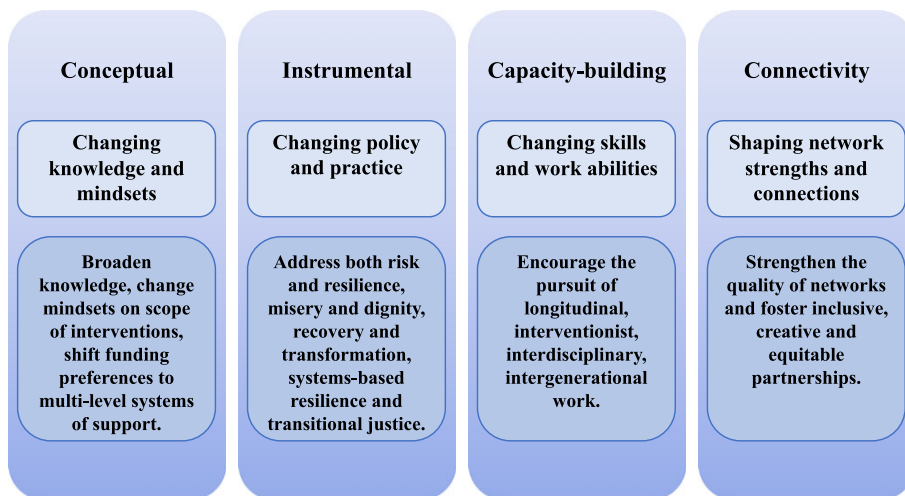 Conceptual
Changing
knowledge and
mindsets
Broaden
knowledge, change
mindsets on scope
of interventions,
shift funding
preferences to
multi-level systems
of support.
Instrumental
Changing policy
and practice
Address both risk
and resilience,
misery and dignity,
recovery and
transformation,
systems-based
resilience and
transitional justice.
Capacity-building
Changing skills
and work abilities
Encourage the
pursuit of
longitudinal,
interventionist,
interdisciplinary,
intergenerational
work.
Connectivity
Shaping network
strengths and
connections
Strengthen the
quality of networks
and foster inclusive,
creative and
equitable
partnerships.